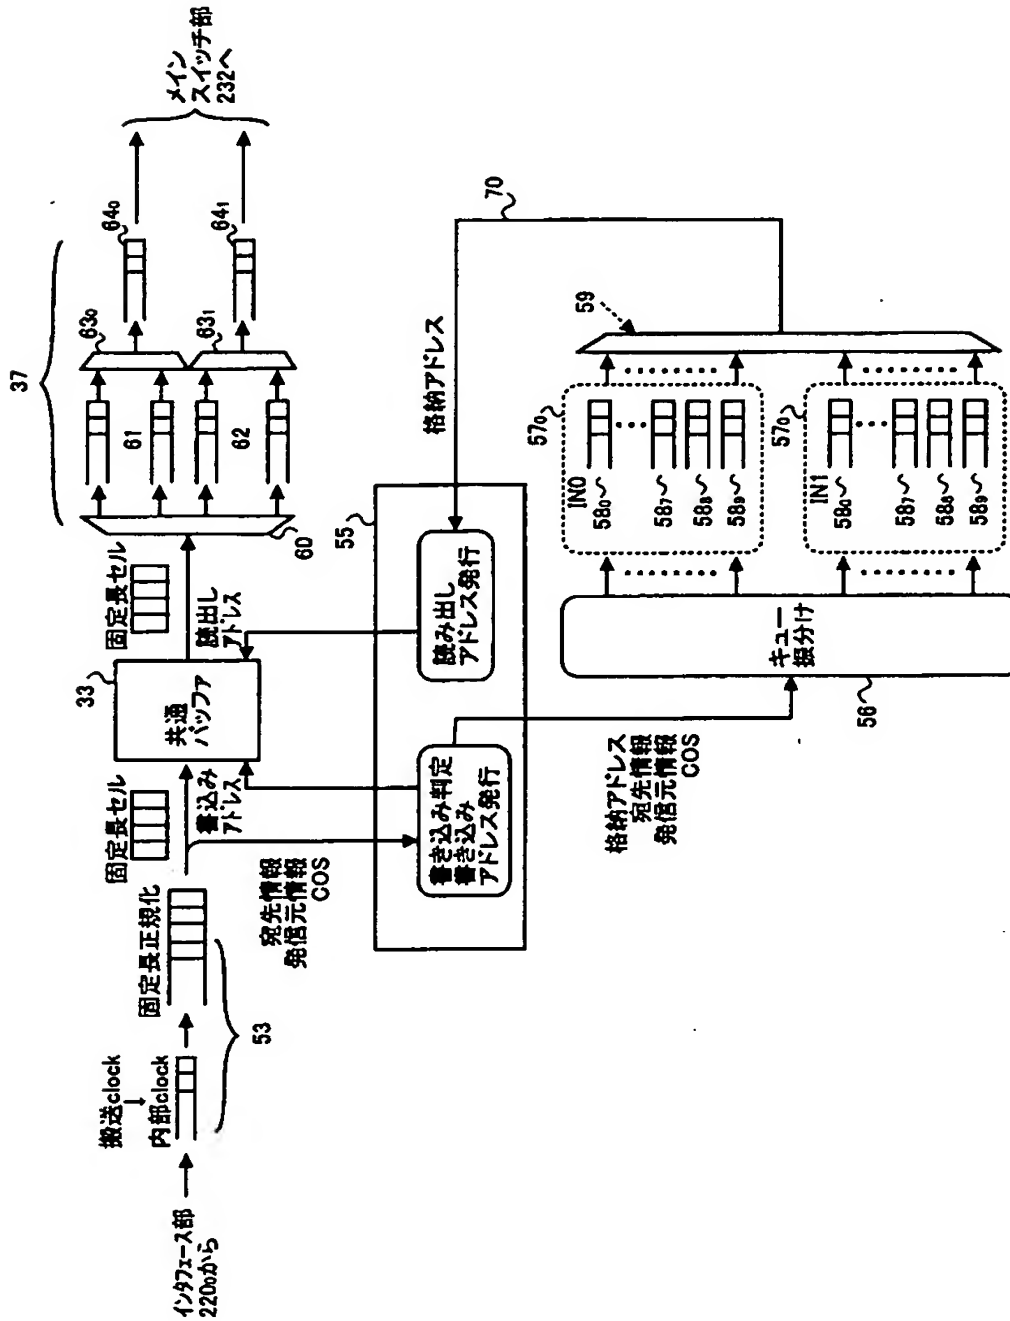 インタフェース部
220₀から
搬送clock
↓
内部clock
固定長正規化
53
固定長セル
宛先情報
発信元情報
COS
書込み
アドレス
33
共通
バッファ
読出し
アドレス
固定長セル
37
60
61
62
63₀
63₁
64₀
64₁
メイン
スイッチ部
232へ
55
書き込み判定
書き込み
アドレス発行
読み出し
アドレス発行
格納アドレス
70
格納アドレス
宛先情報
発信元情報
COS
56
キュー
振分け
57₀
IN0
58₀
58₇
58₈
58₉
57₀
IN1
58₀
58₇
58₈
58₉
59